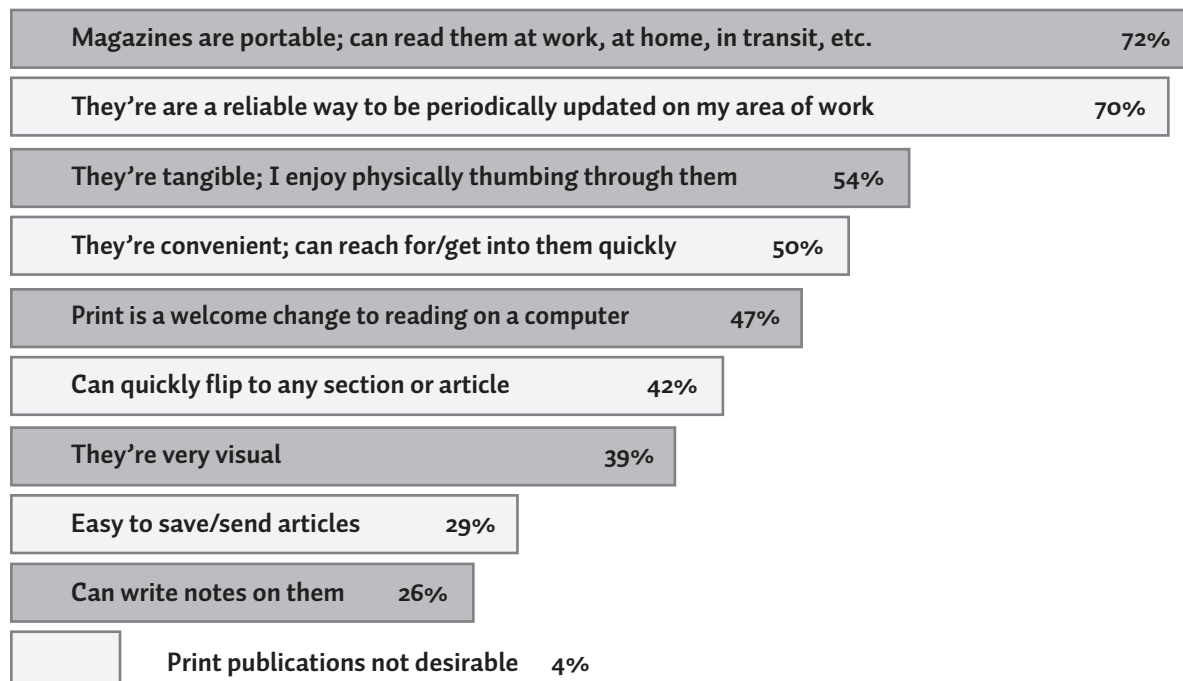 Magazines are portable; can read them at work, at home, in transit, etc. 72%
They're are a reliable way to be periodically updated on my area of work 70%
They're tangible; I enjoy physically thumbing through them 54%
They're convenient; can reach for/get into them quickly 50%
Print is a welcome change to reading on a computer 47%
Can quickly flip to any section or article 42%
They're very visual 39%
Easy to save/send articles 29%
Can write notes on them 26%
Print publications not desirable 4%